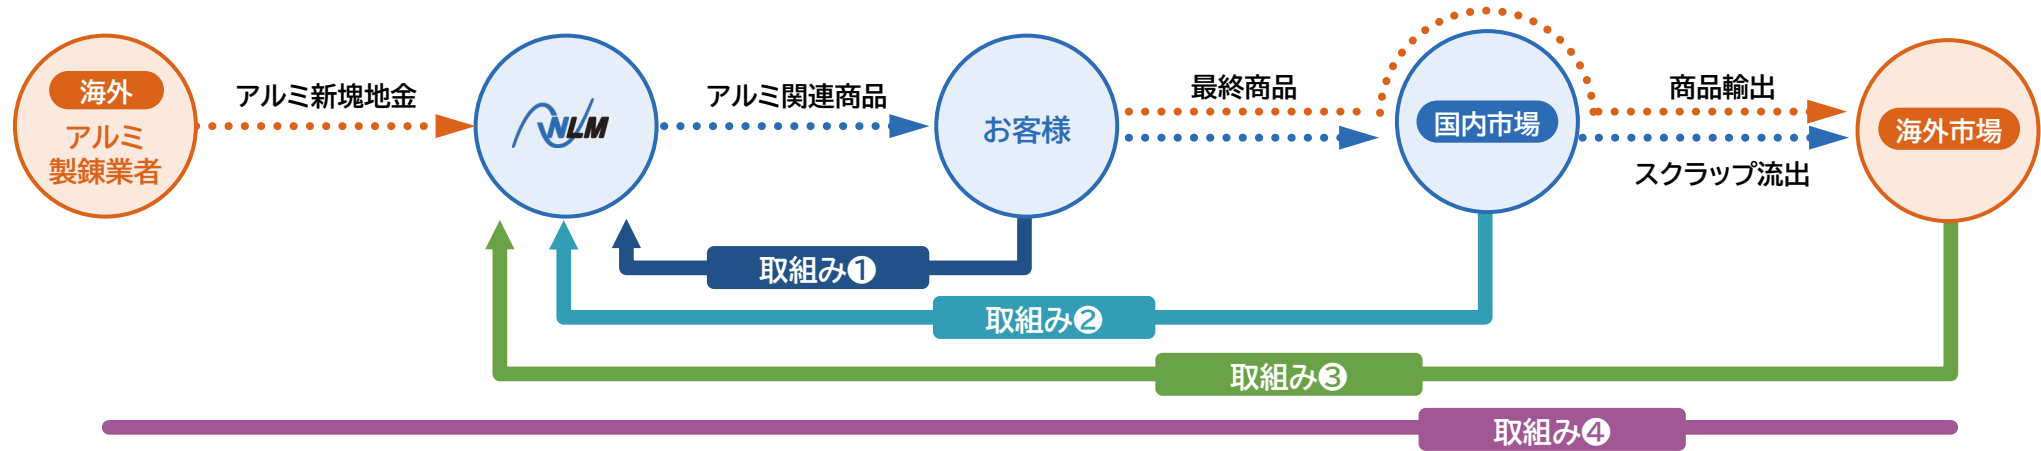 海外
アルミ
製錬業者
アルミ新塊地金
NLM
アルミ関連商品
お客様
最終商品
国内市場
商品輸出
スクラップ流出
海外市場
取組み❶
取組み❷
取組み❸
取組み❹